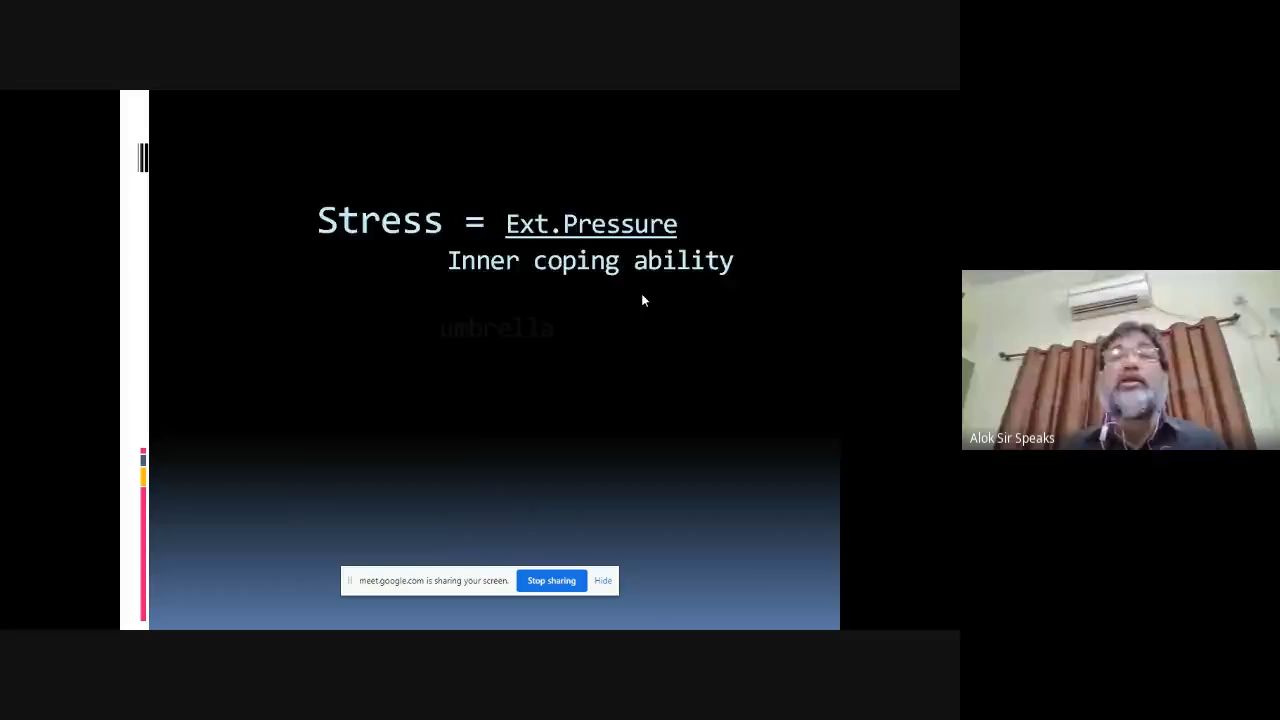 Stress = Ext.Pressure
Inner coping ability
umbrella
meet.google.com is sharing your screen.
Stop sharing
Hide
Alok Sir Speaks